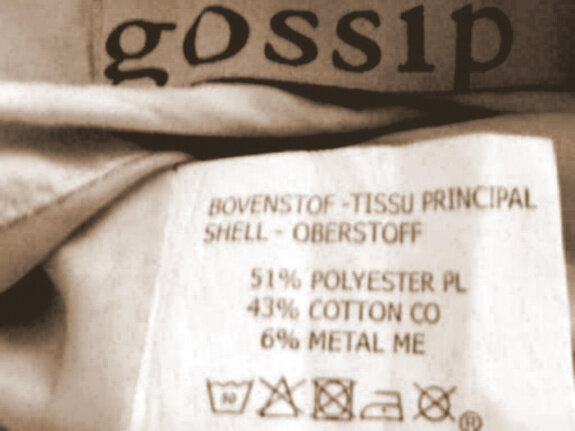 gossip
BOVENSTOF -TISSU PRINCIPAL
SHELL - OBERSTOFF
51% POLYESTER PL
43% COTTON CO
6% METAL ME
®